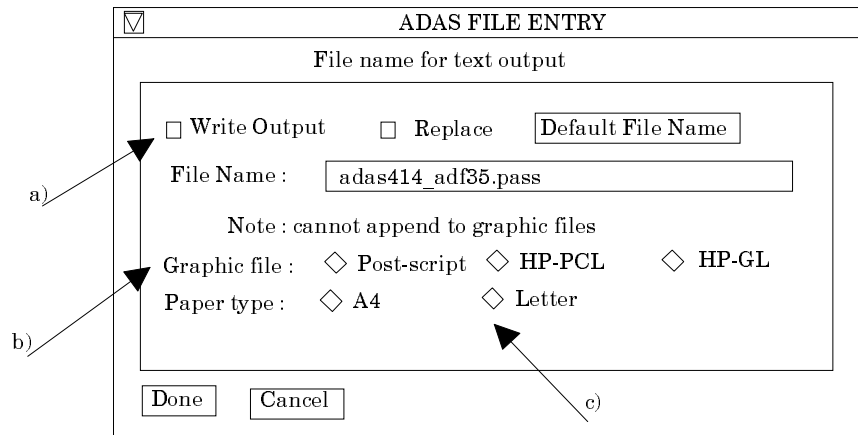 ADAS FILE ENTRY
File name for text output
Write Output Replace Default File Name
a)
File Name : adas414_adf35.pass
Note : cannot append to graphic files
Graphic file : Post-script HP-PCL HP-GL
Paper type : A4 Letter
b)
Done Cancel c)